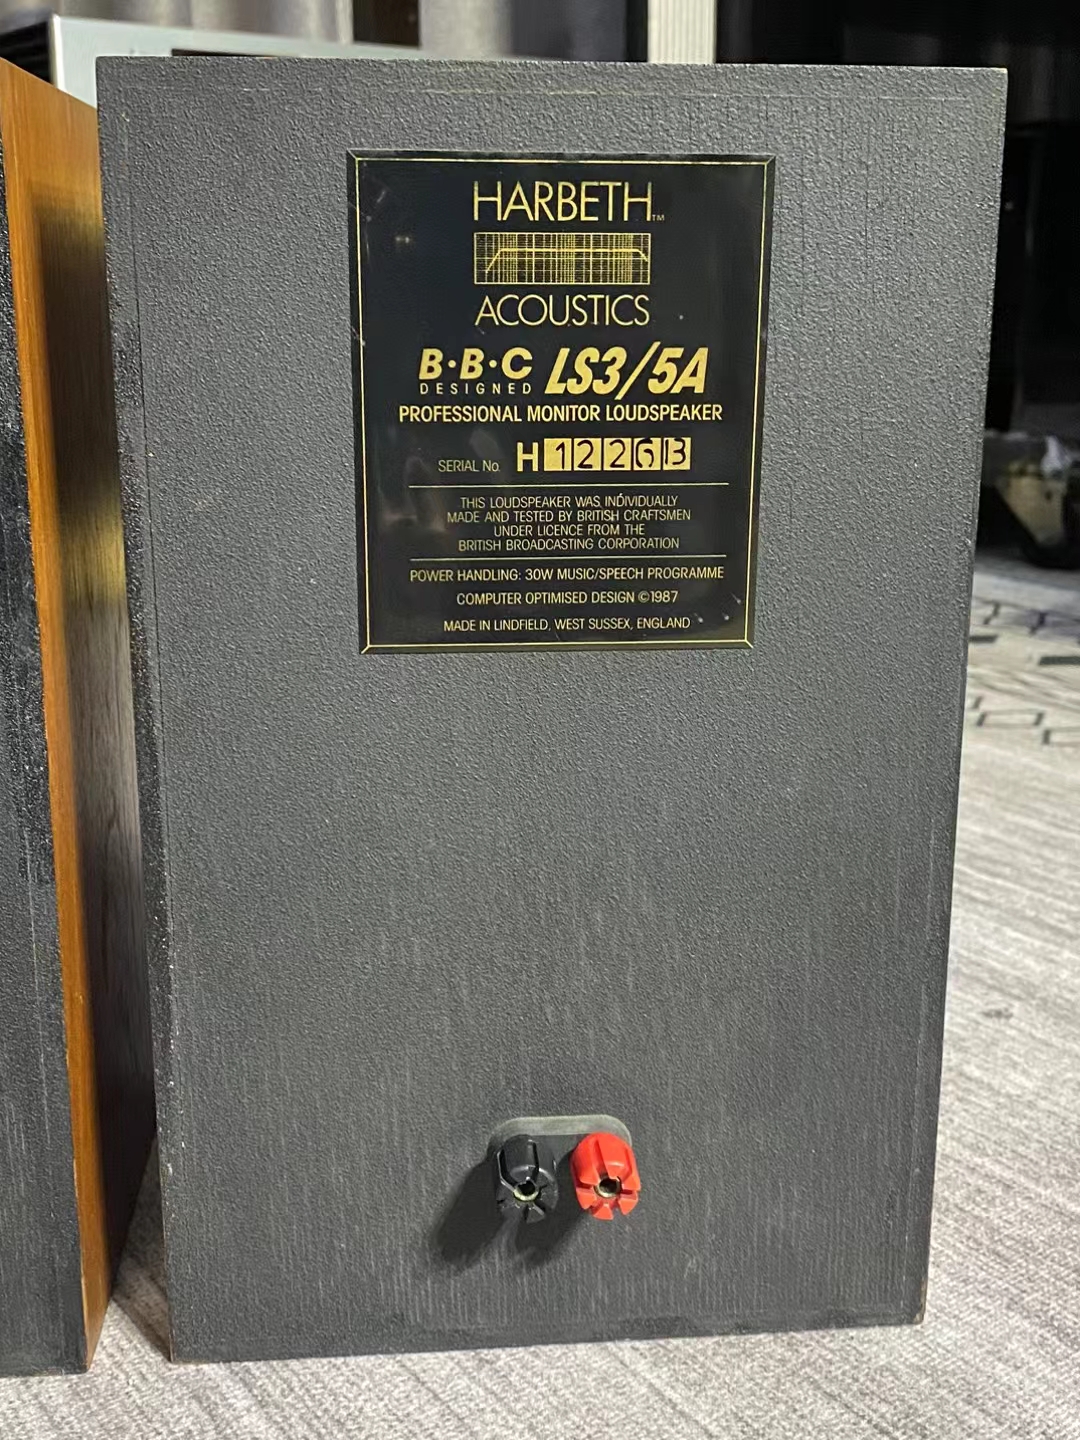 HARBETH™
ACOUSTICS
B·B·C LS3/5A
DESIGNED
PROFESSIONAL MONITOR LOUDSPEAKER
SERIAL No. H 1226B
THIS LOUDSPEAKER WAS INDIVIDUALLY
MADE AND TESTED BY BRITISH CRAFTSMEN
UNDER LICENCE FROM THE
BRITISH BROADCASTING CORPORATION
POWER HANDLING: 30W MUSIC/SPEECH PROGRAMME
COMPUTER OPTIMISED DESIGN ©1987
MADE IN LINDFIELD, WEST SUSSEX, ENGLAND